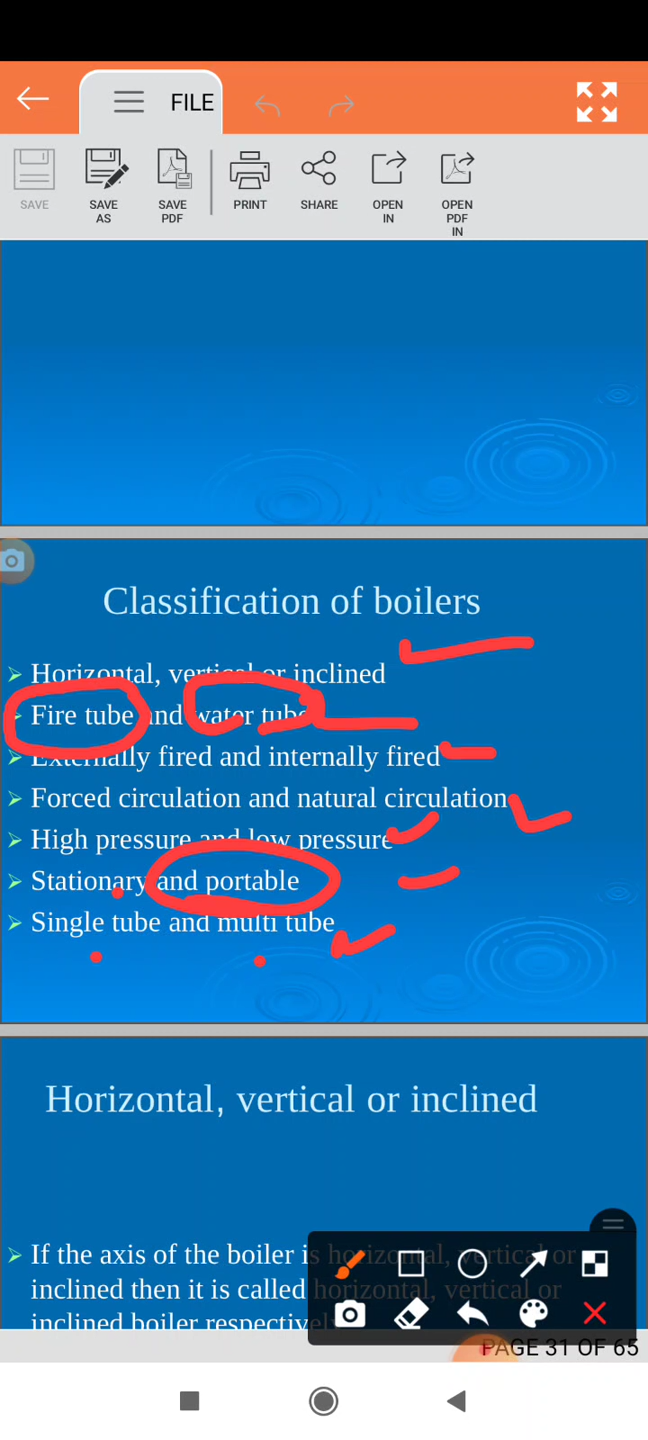 FILE
SAVE
SAVE AS
SAVE PDF
PRINT
SHARE
OPEN IN
OPEN PDF IN
Classification of boilers
Horizontal, vertical or inclined
Fire tube and water tube
Externally fired and internally fired
Forced circulation and natural circulation
High pressure and low pressure
Stationary and portable
Single tube and multi tube
Horizontal, vertical or inclined
If the axis of the boiler is horizontal, vertical or
inclined then it is called horizontal, vertical or
inclined boiler respectively
PAGE 31 OF 65